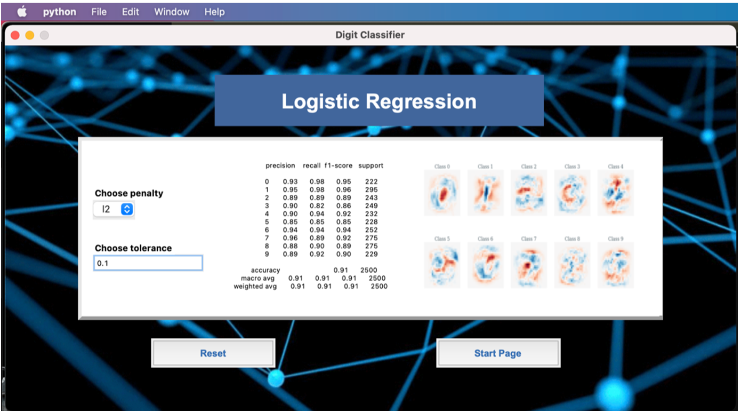 python File Edit Window Help
Digit Classifier
Logistic Regression
Choose penalty
l2
Choose tolerance
0.1
precision recall f1-score support
0 0.93 0.98 0.95 222
1 0.95 0.98 0.96 295
2 0.89 0.89 0.89 243
3 0.90 0.82 0.86 249
4 0.90 0.94 0.92 232
5 0.85 0.85 0.85 228
6 0.94 0.94 0.94 252
7 0.96 0.89 0.92 275
8 0.88 0.90 0.89 275
9 0.89 0.92 0.90 229
accuracy 0.91 2500
macro avg 0.91 0.91 0.91 2500
weighted avg 0.91 0.91 0.91 2500
Class 0 Class 1 Class 2 Class 3 Class 4
Class 5 Class 6 Class 7 Class 8 Class 9
Reset
Start Page